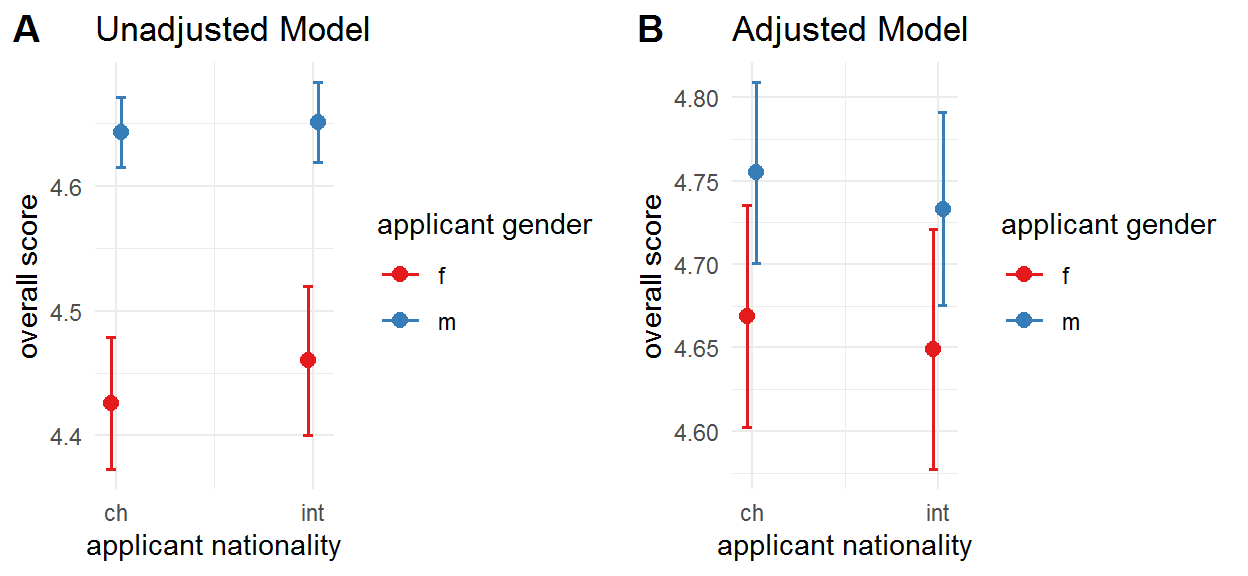 A Unadjusted Model
overall score
4.6
4.5
4.4
ch int
applicant nationality
applicant gender
f
m
B Adjusted Model
overall score
4.80
4.75
4.70
4.65
4.60
ch int
applicant nationality
applicant gender
f
m